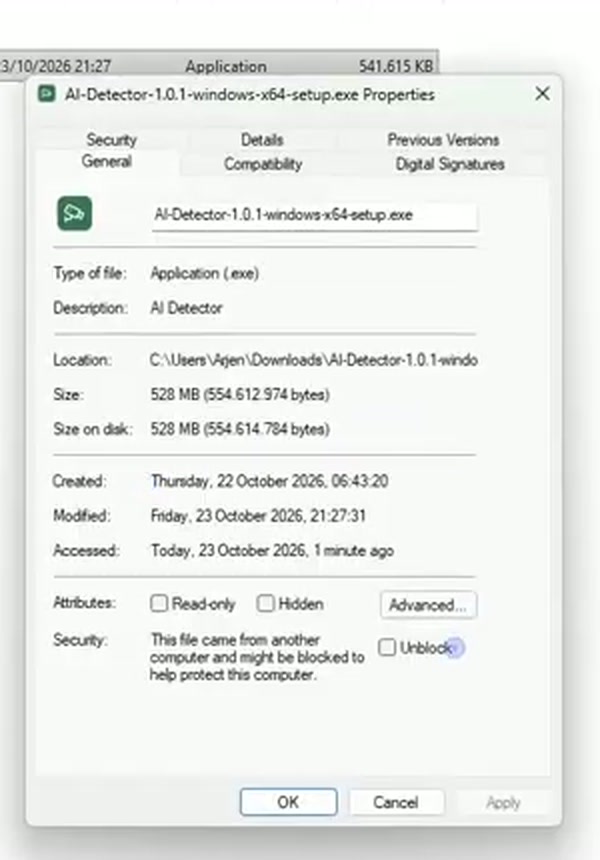 3/10/2026 21:27 Application 541.615 KB
AI-Detector-1.0.1-windows-x64-setup.exe Properties
Security Details Previous Versions
General Compatibility Digital Signatures
AI-Detector-1.0.1-windows-x64-setup.exe
Type of file: Application (.exe)
Description: AI Detector
Location: C:\Users\Arjen\Downloads\AI-Detector-1.0.1-windo
Size: 528 MB (554.612.974 bytes)
Size on disk: 528 MB (554.614.784 bytes)
Created: Thursday, 22 October 2026, 06:43:20
Modified: Friday, 23 October 2026, 21:27:31
Accessed: Today, 23 October 2026, 1 minute ago
Attributes: Read-only Hidden Advanced...
Security: This file came from another
computer and might be blocked to
help protect this computer.
Unblock
OK Cancel Apply